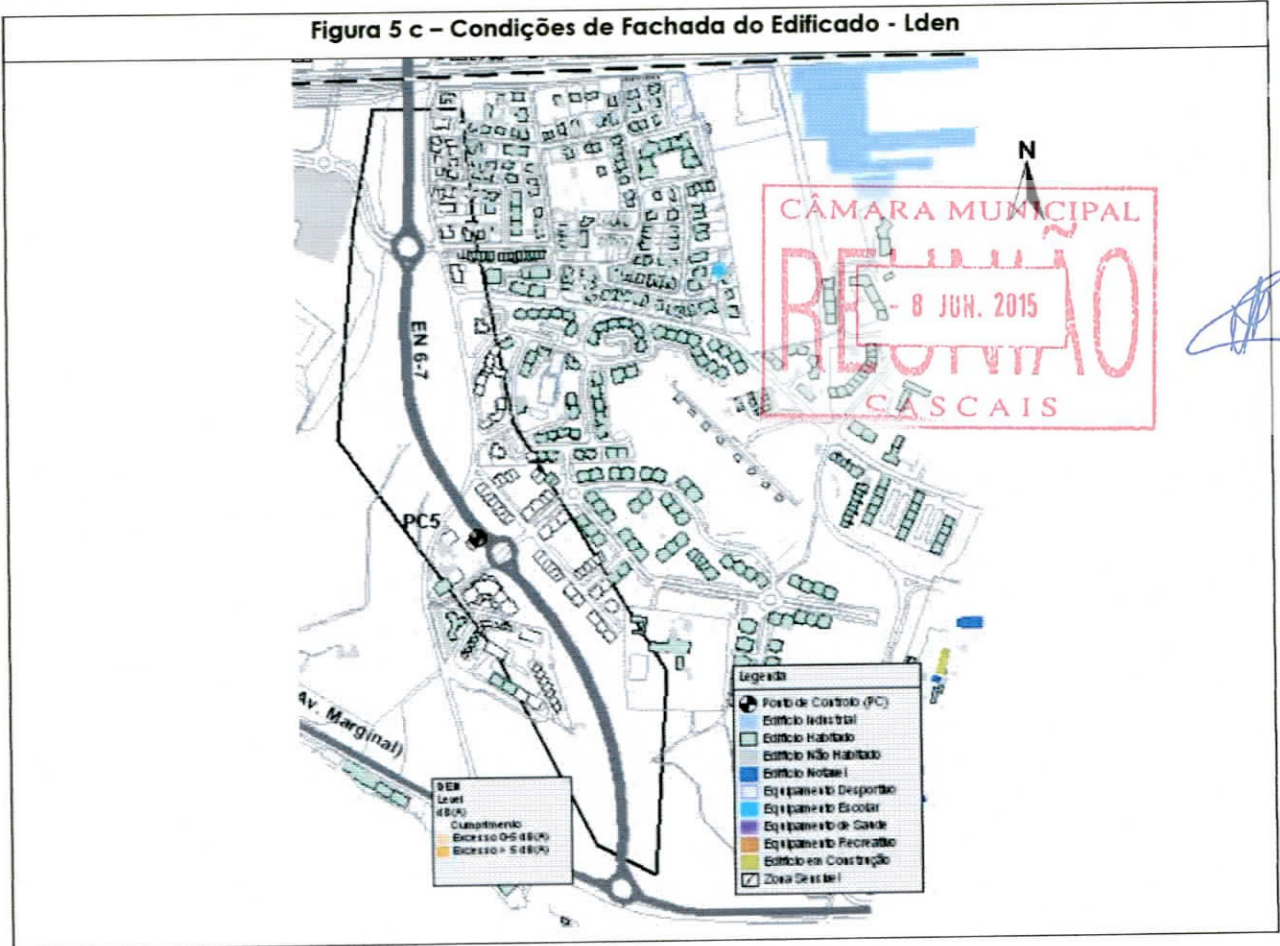 Figura 5 c – Condições de Fachada do Edificado - Lden
N
CÂMARA MUNICIPAL
REUNIÃO
- 8 JUN. 2015
CASCAIS
EN 6-7
PC5
Av. Marginal)
Legenda
Ponto de Controlo (PC)
Edifício Industrial
Edifício Habitado
Edifício Não Habitado
Edifício Notavel
Equipamento Desportivo
Equipamento Escolar
Equipamento de Saúde
Equipamento Recreativo
Edifício em Construção
Zona Sensível
DEN
Level
dB(A)
Cumprimento
Excesso 0-5 dB(A)
Excesso > 5 dB(A)